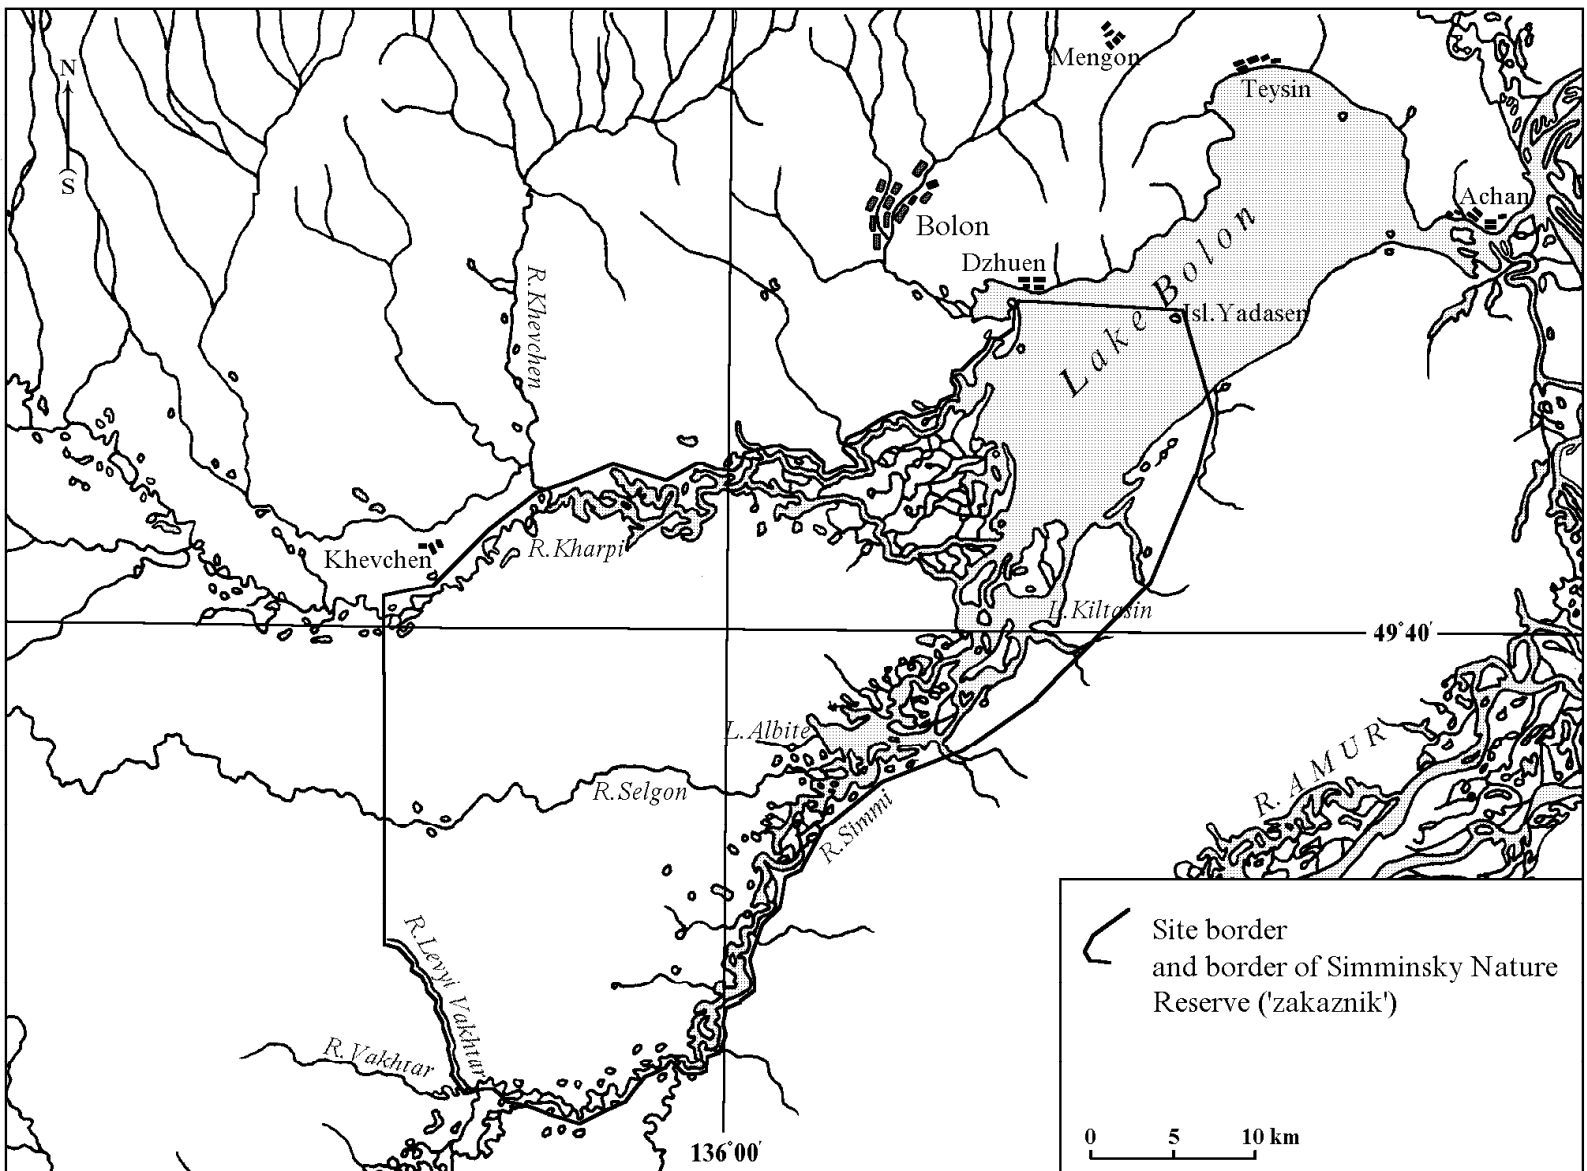 Mengon
N
Teysin
S
Achan
Bolon
Dzhuen
Lake Bolon
R.Khevchen
Isl.Yadasen
R.Kharpi
Khevchen
L.Kiltasin
49°40′
L.Albite
R.AMUR
R.Selgon
R.Simmi
R.Levyi Vakhtar
Site border
and border of Simminsky Nature
Reserve ('zakaznik')
R.Vakhtar
136°00′
0 5 10 km